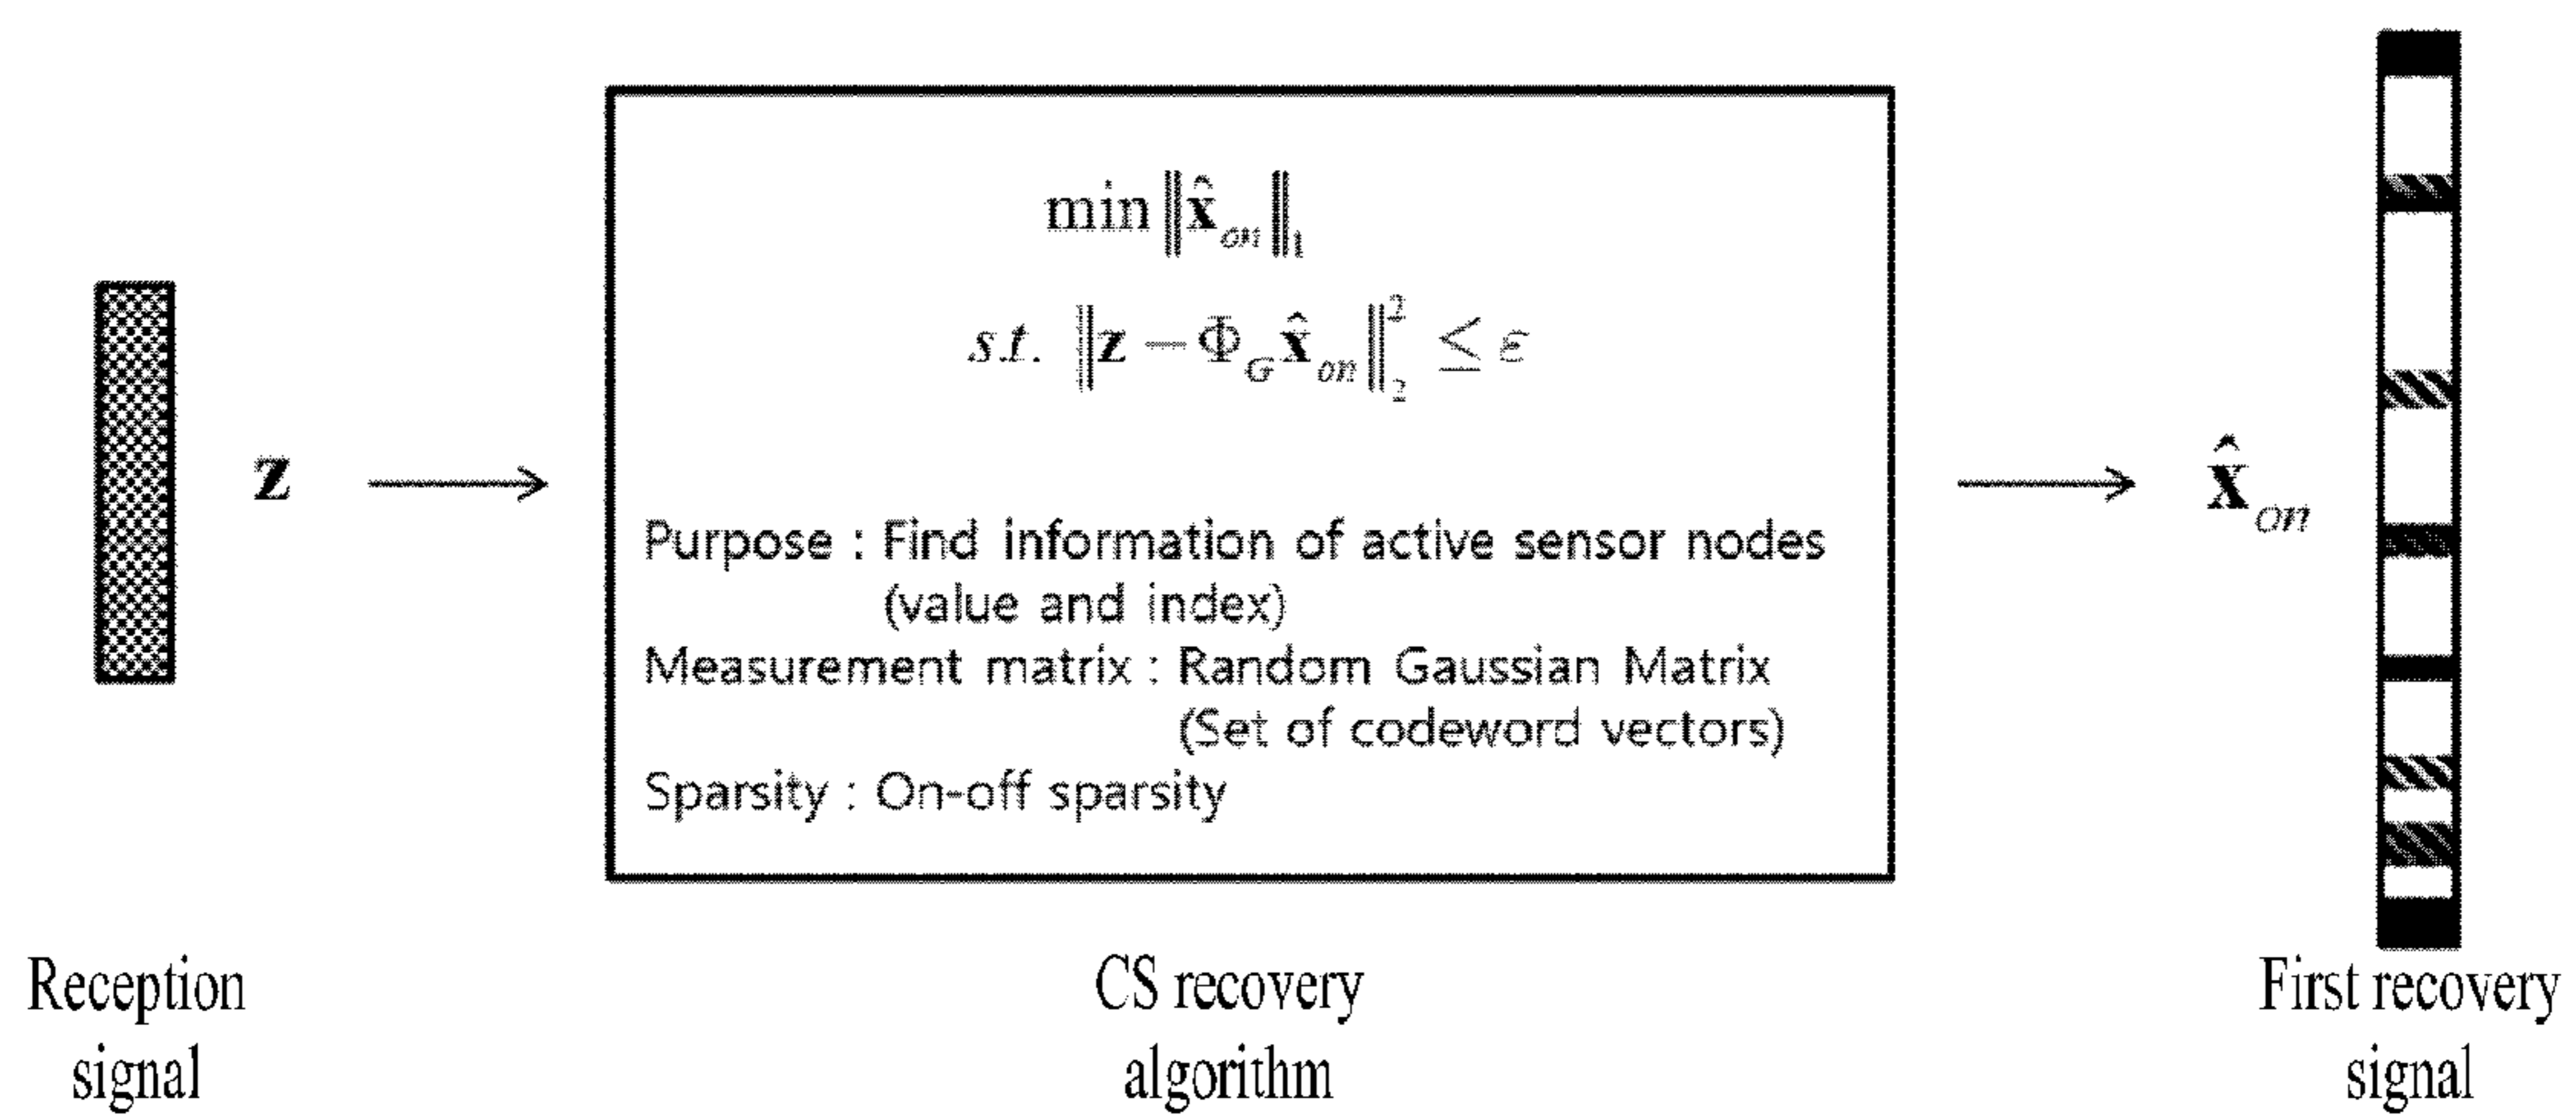 min ‖x̂_on‖₁
s.t. ‖z − Φ_G x̂_on‖₂² ≤ ε
z
x̂_on
Purpose : Find information of active sensor nodes
(value and index)
Measurement matrix : Random Gaussian Matrix
(Set of codeword vectors)
Sparsity : On-off sparsity
Reception
signal
CS recovery
algorithm
First recovery
signal